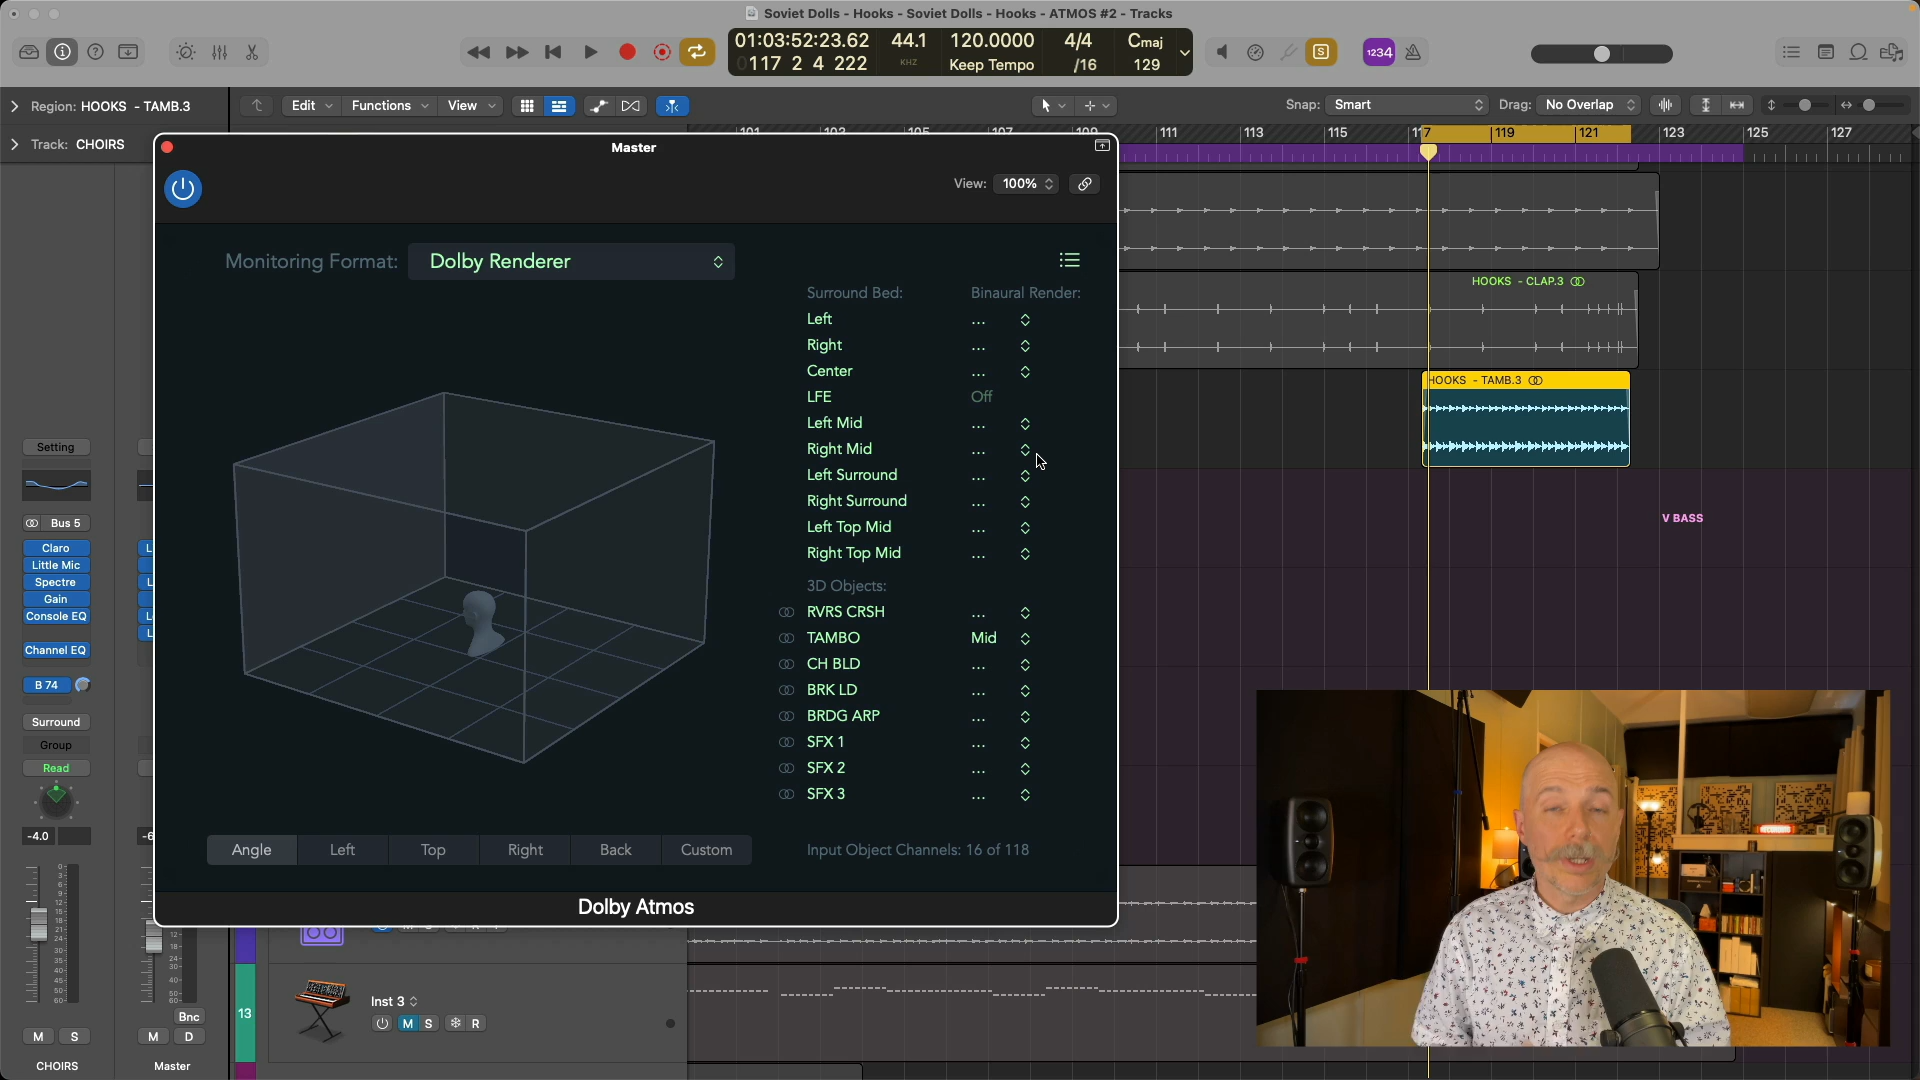 Soviet Dolls - Hooks - Soviet Dolls - Hooks - ATMOS #2 - Tracks
01:03:52:23.62
117 2 4 222
44.1
KHZ
120.0000
Keep Tempo
4/4
/16
Cmaj
129
S
1234
Region: HOOKS - TAMB.3
Edit
Functions
View
Snap: Smart
Drag: No Overlap
Track: CHOIRS
101
103
105
107
109
111
113
115
117
119
121
123
125
127
Master
View: 100%
Monitoring Format: Dolby Renderer
Surround Bed: Binaural Render:
Left ...
Right ...
Center ...
LFE Off
Left Mid ...
Right Mid ...
Left Surround ...
Right Surround ...
Left Top Mid ...
Right Top Mid ...
3D Objects:
RVRS CRSH ...
TAMBO Mid
CH BLD ...
BRK LD ...
BRDG ARP ...
SFX 1 ...
SFX 2 ...
SFX 3 ...
Angle Left Top Right Back Custom
Input Object Channels: 16 of 118
Dolby Atmos
HOOKS - CLAP.3
HOOKS - TAMB.3
V BASS
Setting
Bus 5
Claro
Little Mic
Spectre
Gain
Console EQ
Channel EQ
B 74
Surround
Group
Read
-4.0
Bnc
M S
M D
CHOIRS
Master
13
Inst 3
M S R